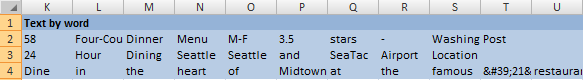 K L M N O P Q R S T U
1 Text by word
2 58 Four-Cou Dinner Menu M-F 3.5 stars - Washing Post
3 24 Hour Dining Seattle Seattle and SeaTac Airport Location
4 Dine in the heart of Midtown at the famous &#39;21& restauran